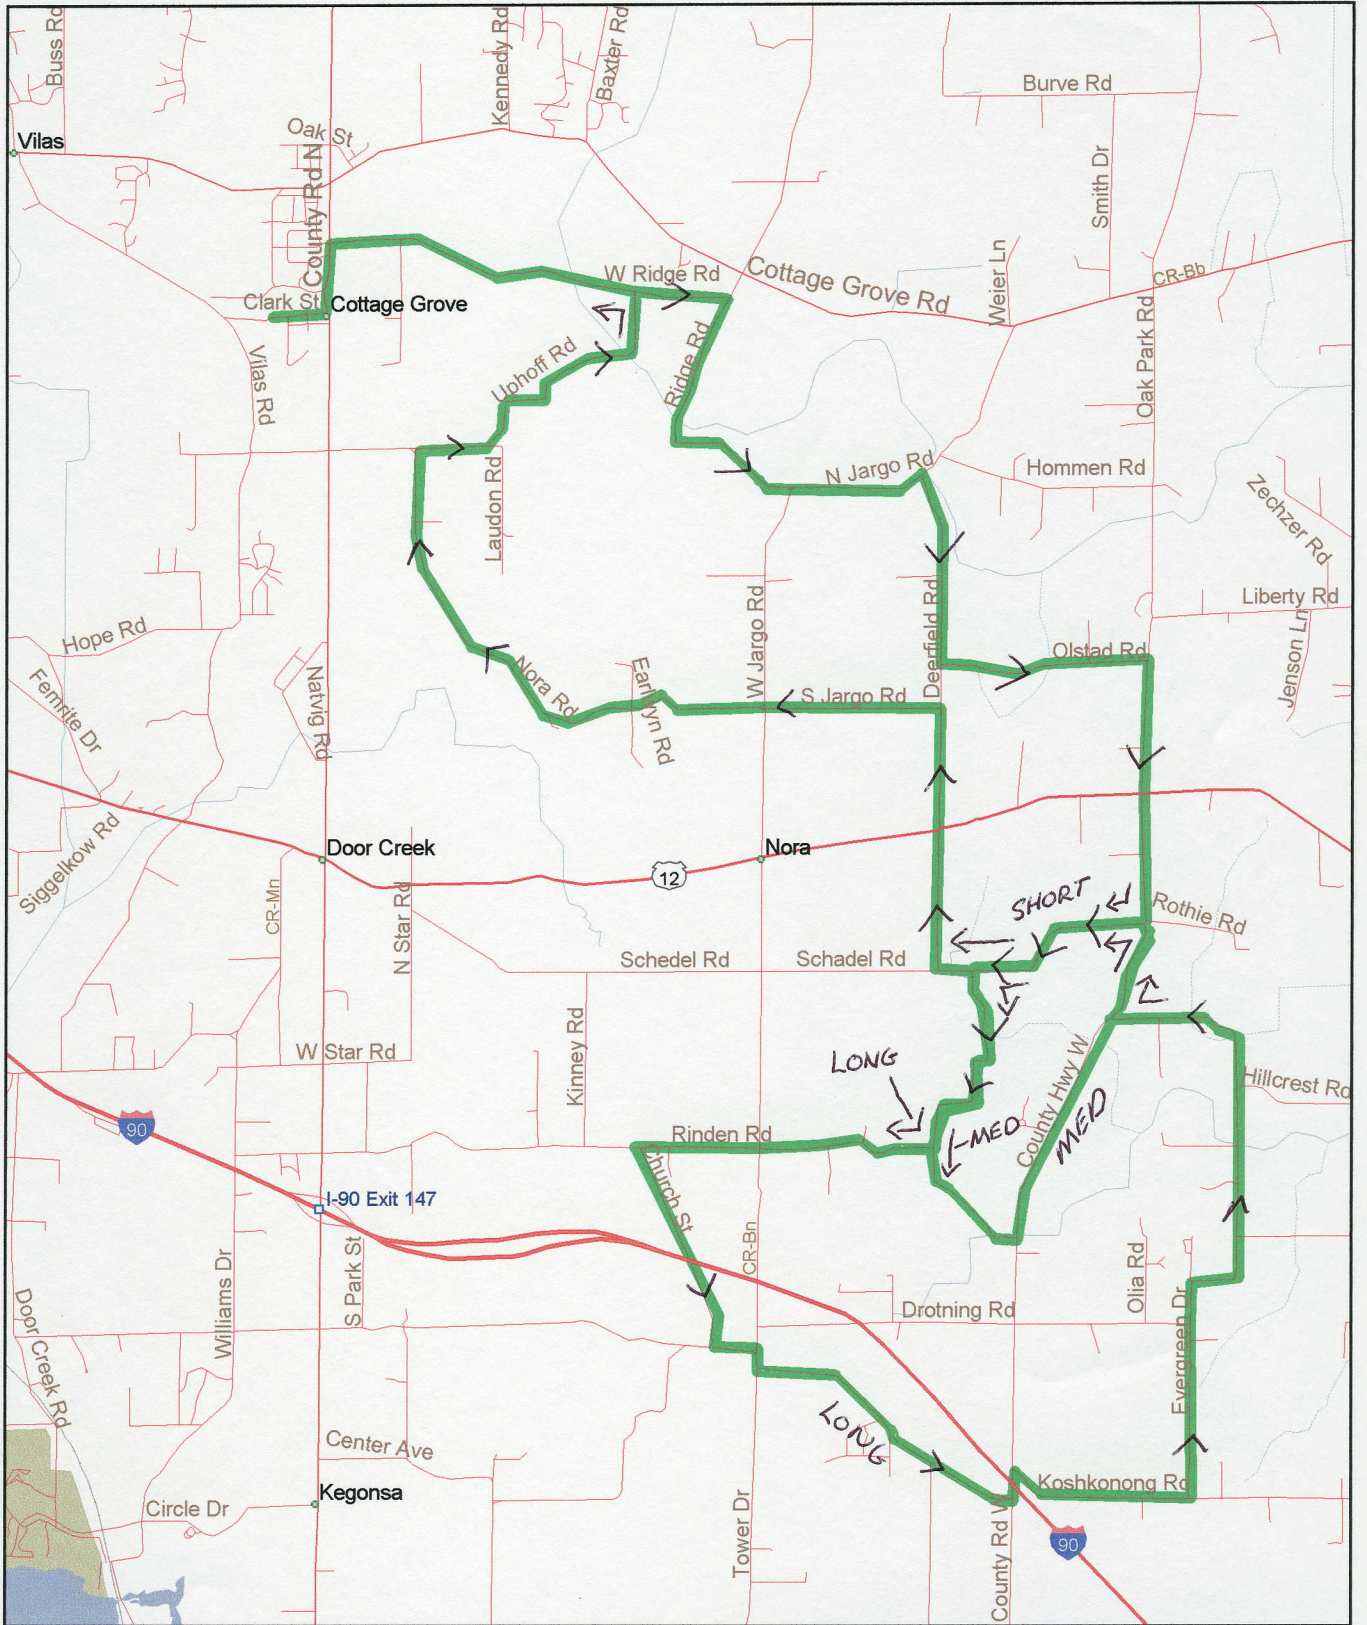 Buss Rd
Kennedy Rd
Baxter Rd
Burve Rd
Vilas
Oak St
County Rd N
Smith Dr
W Ridge Rd
Cottage Grove Rd
Weier Ln
CR-Bb
Clark St
Cottage Grove
Vilas Rd
Uphoff Rd
Ridge Rd
Oak Park Rd
Laudon Rd
N Jargo Rd
Hommen Rd
Zechzer Rd
Hope Rd
Femrite Dr
Natvig Rd
Nora Rd
Earlwyn Rd
W Jargo Rd
S Jargo Rd
Deerfield Rd
Olstad Rd
Liberty Rd
Jenson Ln
Siggelkow Rd
Door Creek
12
Nora
CR-Mn
N Star Rd
SHORT
Rothie Rd
Schedel Rd
Schadel Rd
W Star Rd
Kinney Rd
LONG
County Hwy W
MED
MED
Hillcrest Rd
90
Rinden Rd
Church St
I-90 Exit 147
Williams Dr
S Park St
CR-Bn
Drotning Rd
Olia Rd
Evergreen Dr
Door Creek Rd
LONG
Center Ave
Kegonsa
Circle Dr
Tower Dr
County Rd W
Koshkonong Rd
90